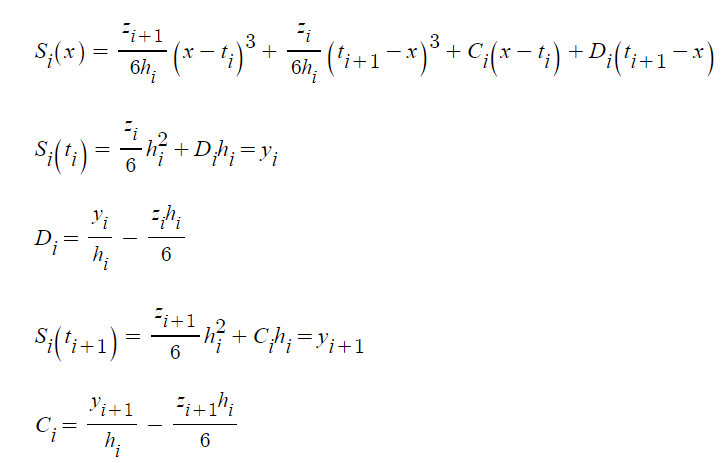 S_i(x) = \frac{z_{i+1}}{6h_i}(x - t_i)^3 + \frac{z_i}{6h_i}(t_{i+1} - x)^3 + C_i(x - t_i) + D_i(t_{i+1} - x)
S_i(t_i) = \frac{z_i}{6}h_i^2 + D_i h_i = y_i
D_i = \frac{y_i}{h_i} - \frac{z_i h_i}{6}
S_i(t_{i+1}) = \frac{z_{i+1}}{6}h_i^2 + C_i h_i = y_{i+1}
C_i = \frac{y_{i+1}}{h_i} - \frac{z_{i+1} h_i}{6}